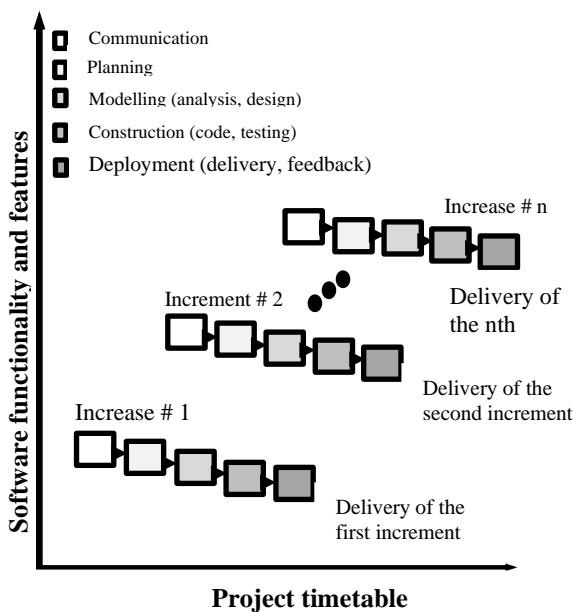 Communication
Planning
Modelling (analysis, design)
Construction (code, testing)
Deployment (delivery, feedback)
Software functionality and features
Increase # n
Delivery of
the nth
Increment # 2
Delivery of the
second increment
Increase # 1
Delivery of the
first increment
Project timetable